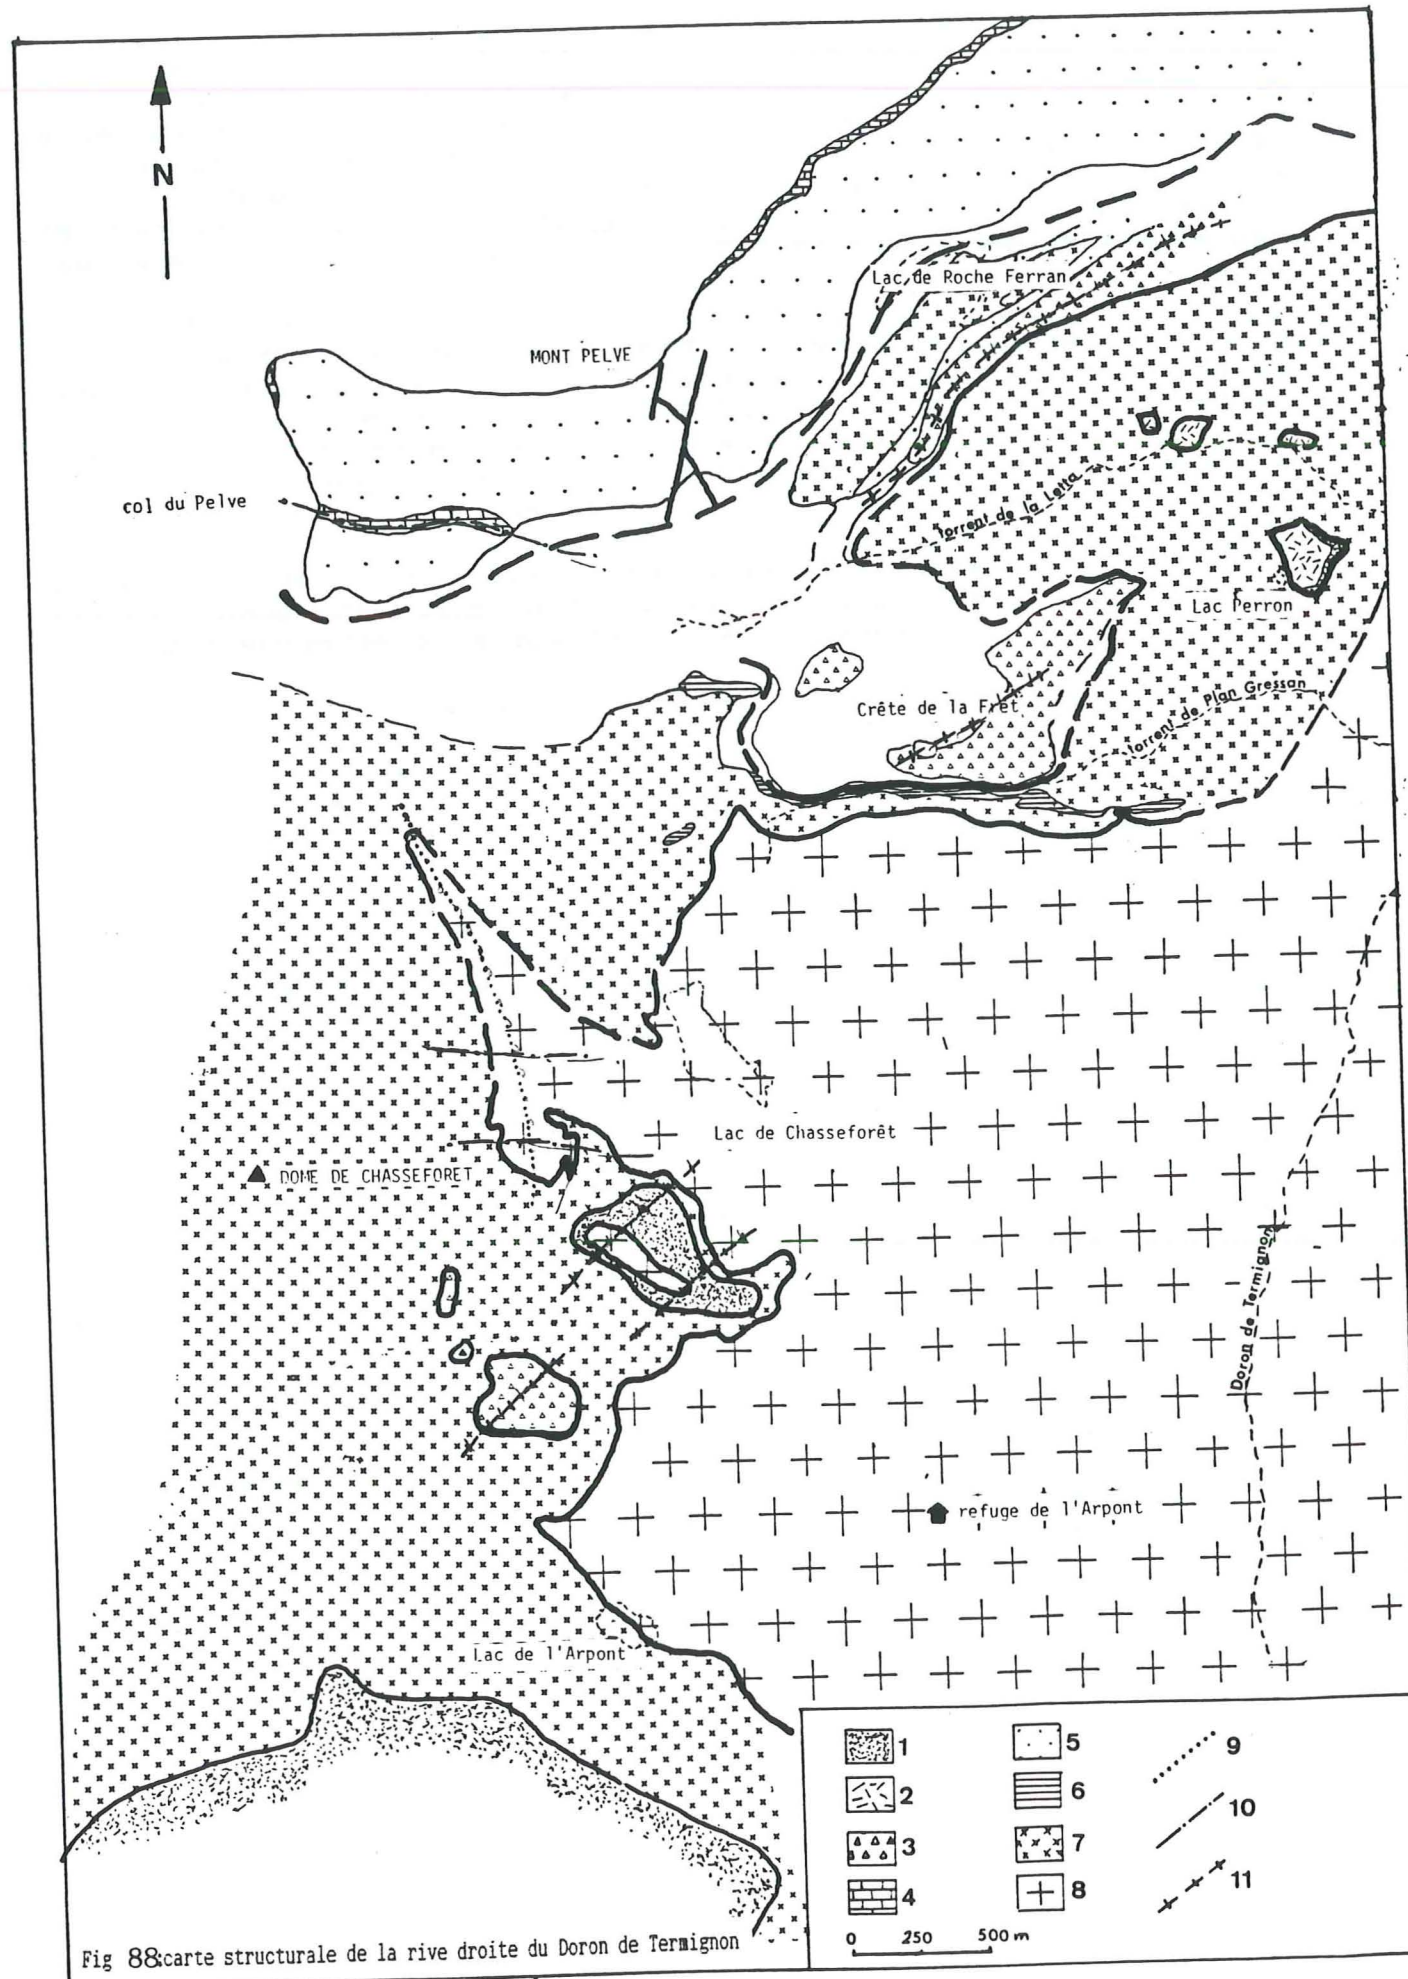 N
Lac de Roche Ferran
MONT PELVE
col du Pelve
Torrent de la Letta
Lac Perron
Crête de la Frêt
Torrent de Plan Gressan
Lac de Chasseforêt
DOME DE CHASSEFORET
Doron de Termignon
refuge de l'Arpont
Lac de l'Arpont
1
2
3
4
5
6
7
8
9
10
11
0 250 500 m
Fig 88:carte structurale de la rive droite du Doron de Termignon